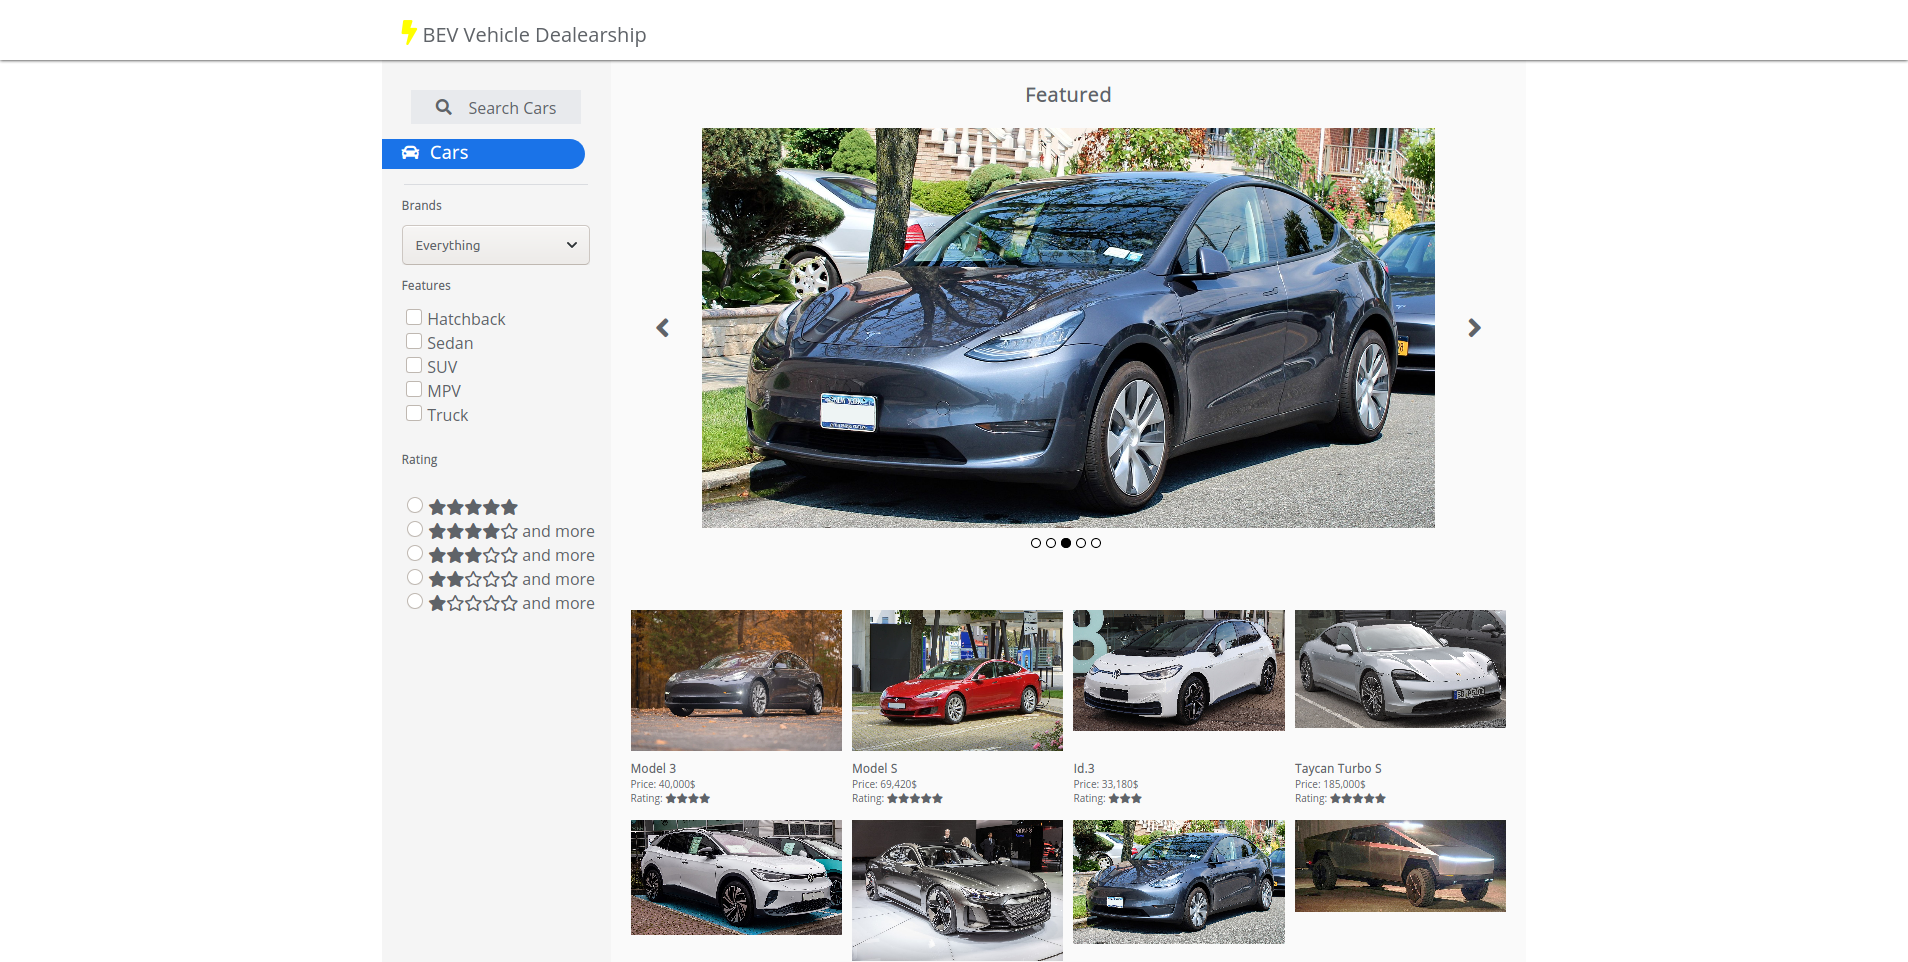 BEV Vehicle Dealearship
Search Cars
Cars
Brands
Everything
Features
Hatchback
Sedan
SUV
MPV
Truck
Rating
and more
and more
and more
and more
Featured
Model 3
Price: 40,000$
Rating:
Model S
Price: 69,420$
Rating:
Id.3
Price: 33,180$
Rating:
Taycan Turbo S
Price: 185,000$
Rating: